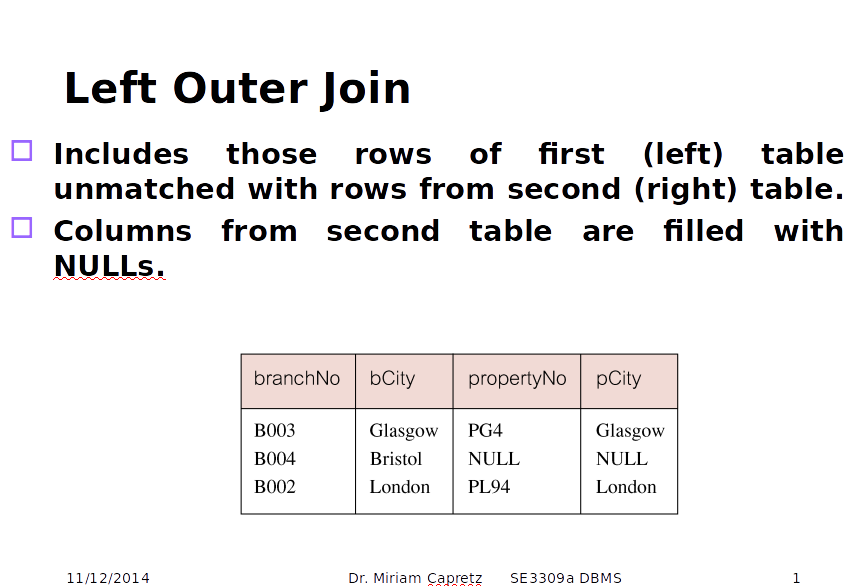 Left Outer Join
Includes those rows of first (left) table
unmatched with rows from second (right) table.
Columns from second table are filled with
NULLs.
branchNo bCity propertyNo pCity
B003 Glasgow PG4 Glasgow
B004 Bristol NULL NULL
B002 London PL94 London
11/12/2014 Dr. Miriam Capretz SE3309a DBMS 1